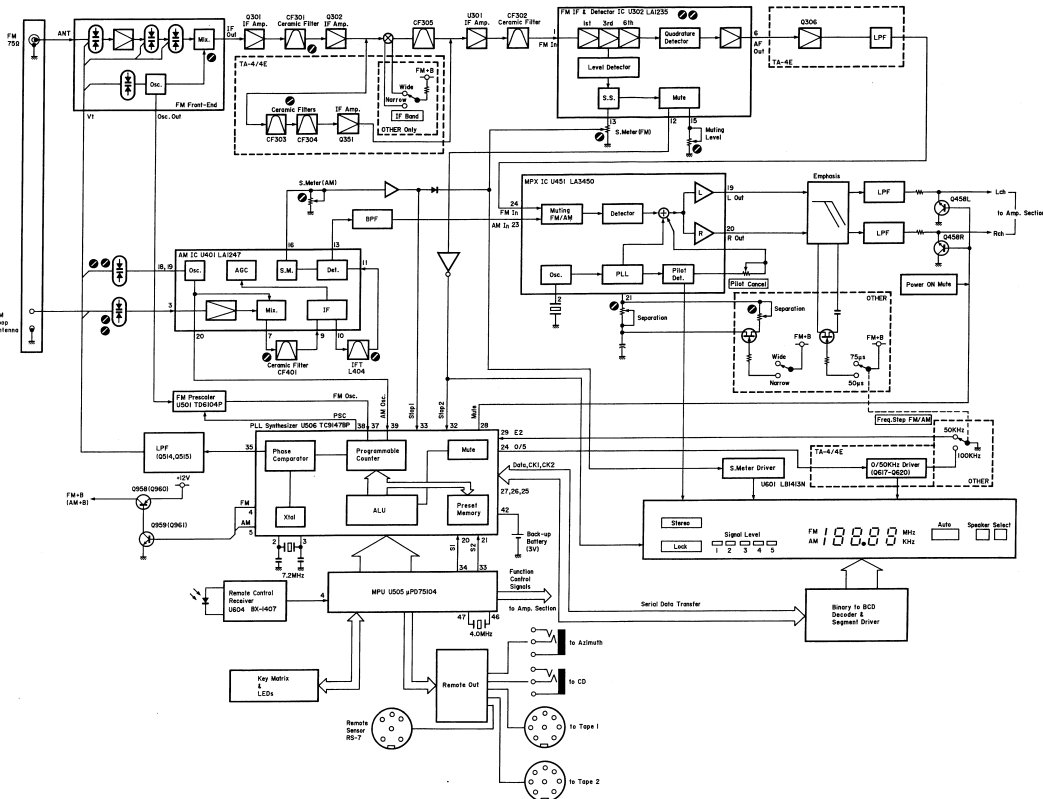 FM
75Ω
ANT
Mix.
Osc.
FM Front-End
IF Out
Vt
Osc. Out
Q301
IF Amp.
CF301
Ceramic Filter
Q302
IF Amp.
CF305
U301
IF Amp.
CF302
Ceramic Filter
TA-4/4E
Ceramic Filters
CF303
CF304
IF Amp.
Q351
FM+B
Wide
Narrow
IF Band
OTHER Only
FM IF & Detector IC U302 LA1235
1
FM In
1st
3rd
6th
Quadrature
Detector
Level Detector
S.S.
Mute
6
AF
Out
13
12
15
S.Meter(FM)
Muting
Level
Q306
LPF
TA-4E
S.Meter(AM)
BPF
MPX IC U451 LA3450
24
FM In
AM In 23
Muting
FM/AM
Detector
L
R
19
L Out
20
R Out
Osc.
PLL
Pilot
Det.
Pilot Cancel
2
21
Separation
Emphasis
LPF
LPF
Q458L
Q458R
Lch
to Amp. Section
Rch
Power ON Mute
OTHER
Separation
FM+B
Wide
Narrow
75µs
FM+B
50µs
AM IC U401 LA1247
16
13
18, 19
Osc.
AGC
S.M.
Det.
11
3
Mix.
IF
20
7
9
10
Ceramic Filter
CF401
IFT
L404
FM Prescaler
U501 TD6104P
FM Osc.
PSC
AM Osc.
Stop1
Stop2
Mute
PLL Synthesizer U506 TC9147BP
38
37
39
33
32
28
LPF
(Q514,Q515)
35
Phase
Comparator
Programmable
Counter
Mute
29 E2
24 0/5
Data,CK1,CK2
27,26,25
Xtal
ALU
Preset
Memory
42
Back-up
Battery
(3V)
+12V
Q958(Q960)
FM+B
(AM+B)
Q959(Q961)
FM
4
AM
5
2
3
7.2MHz
S1
20
S2
21
34
33
Freq.Step FM/AM
50KHz
100KHz
OTHER
TA-4/4E
0/50KHz Driver
(Q617-Q620)
S.Meter Driver
U601 LB1413N
Stereo
Lock
Signal Level
1 2 3 4 5
FM
AM
188.88
MHz
KHz
Auto
Speaker Select
Remote Control
Receiver
U604 BX-1407
4
MPU U505 µPD75104
47
46
4.0MHz
Function
Control
Signals
to Amp. Section
Serial Data Transfer
Binary to BCD
Decoder &
Segment Driver
Key Matrix
&
LEDs
Remote Out
to Azimuth
to CD
Remote
Sensor
RS-7
to Tape 1
to Tape 2